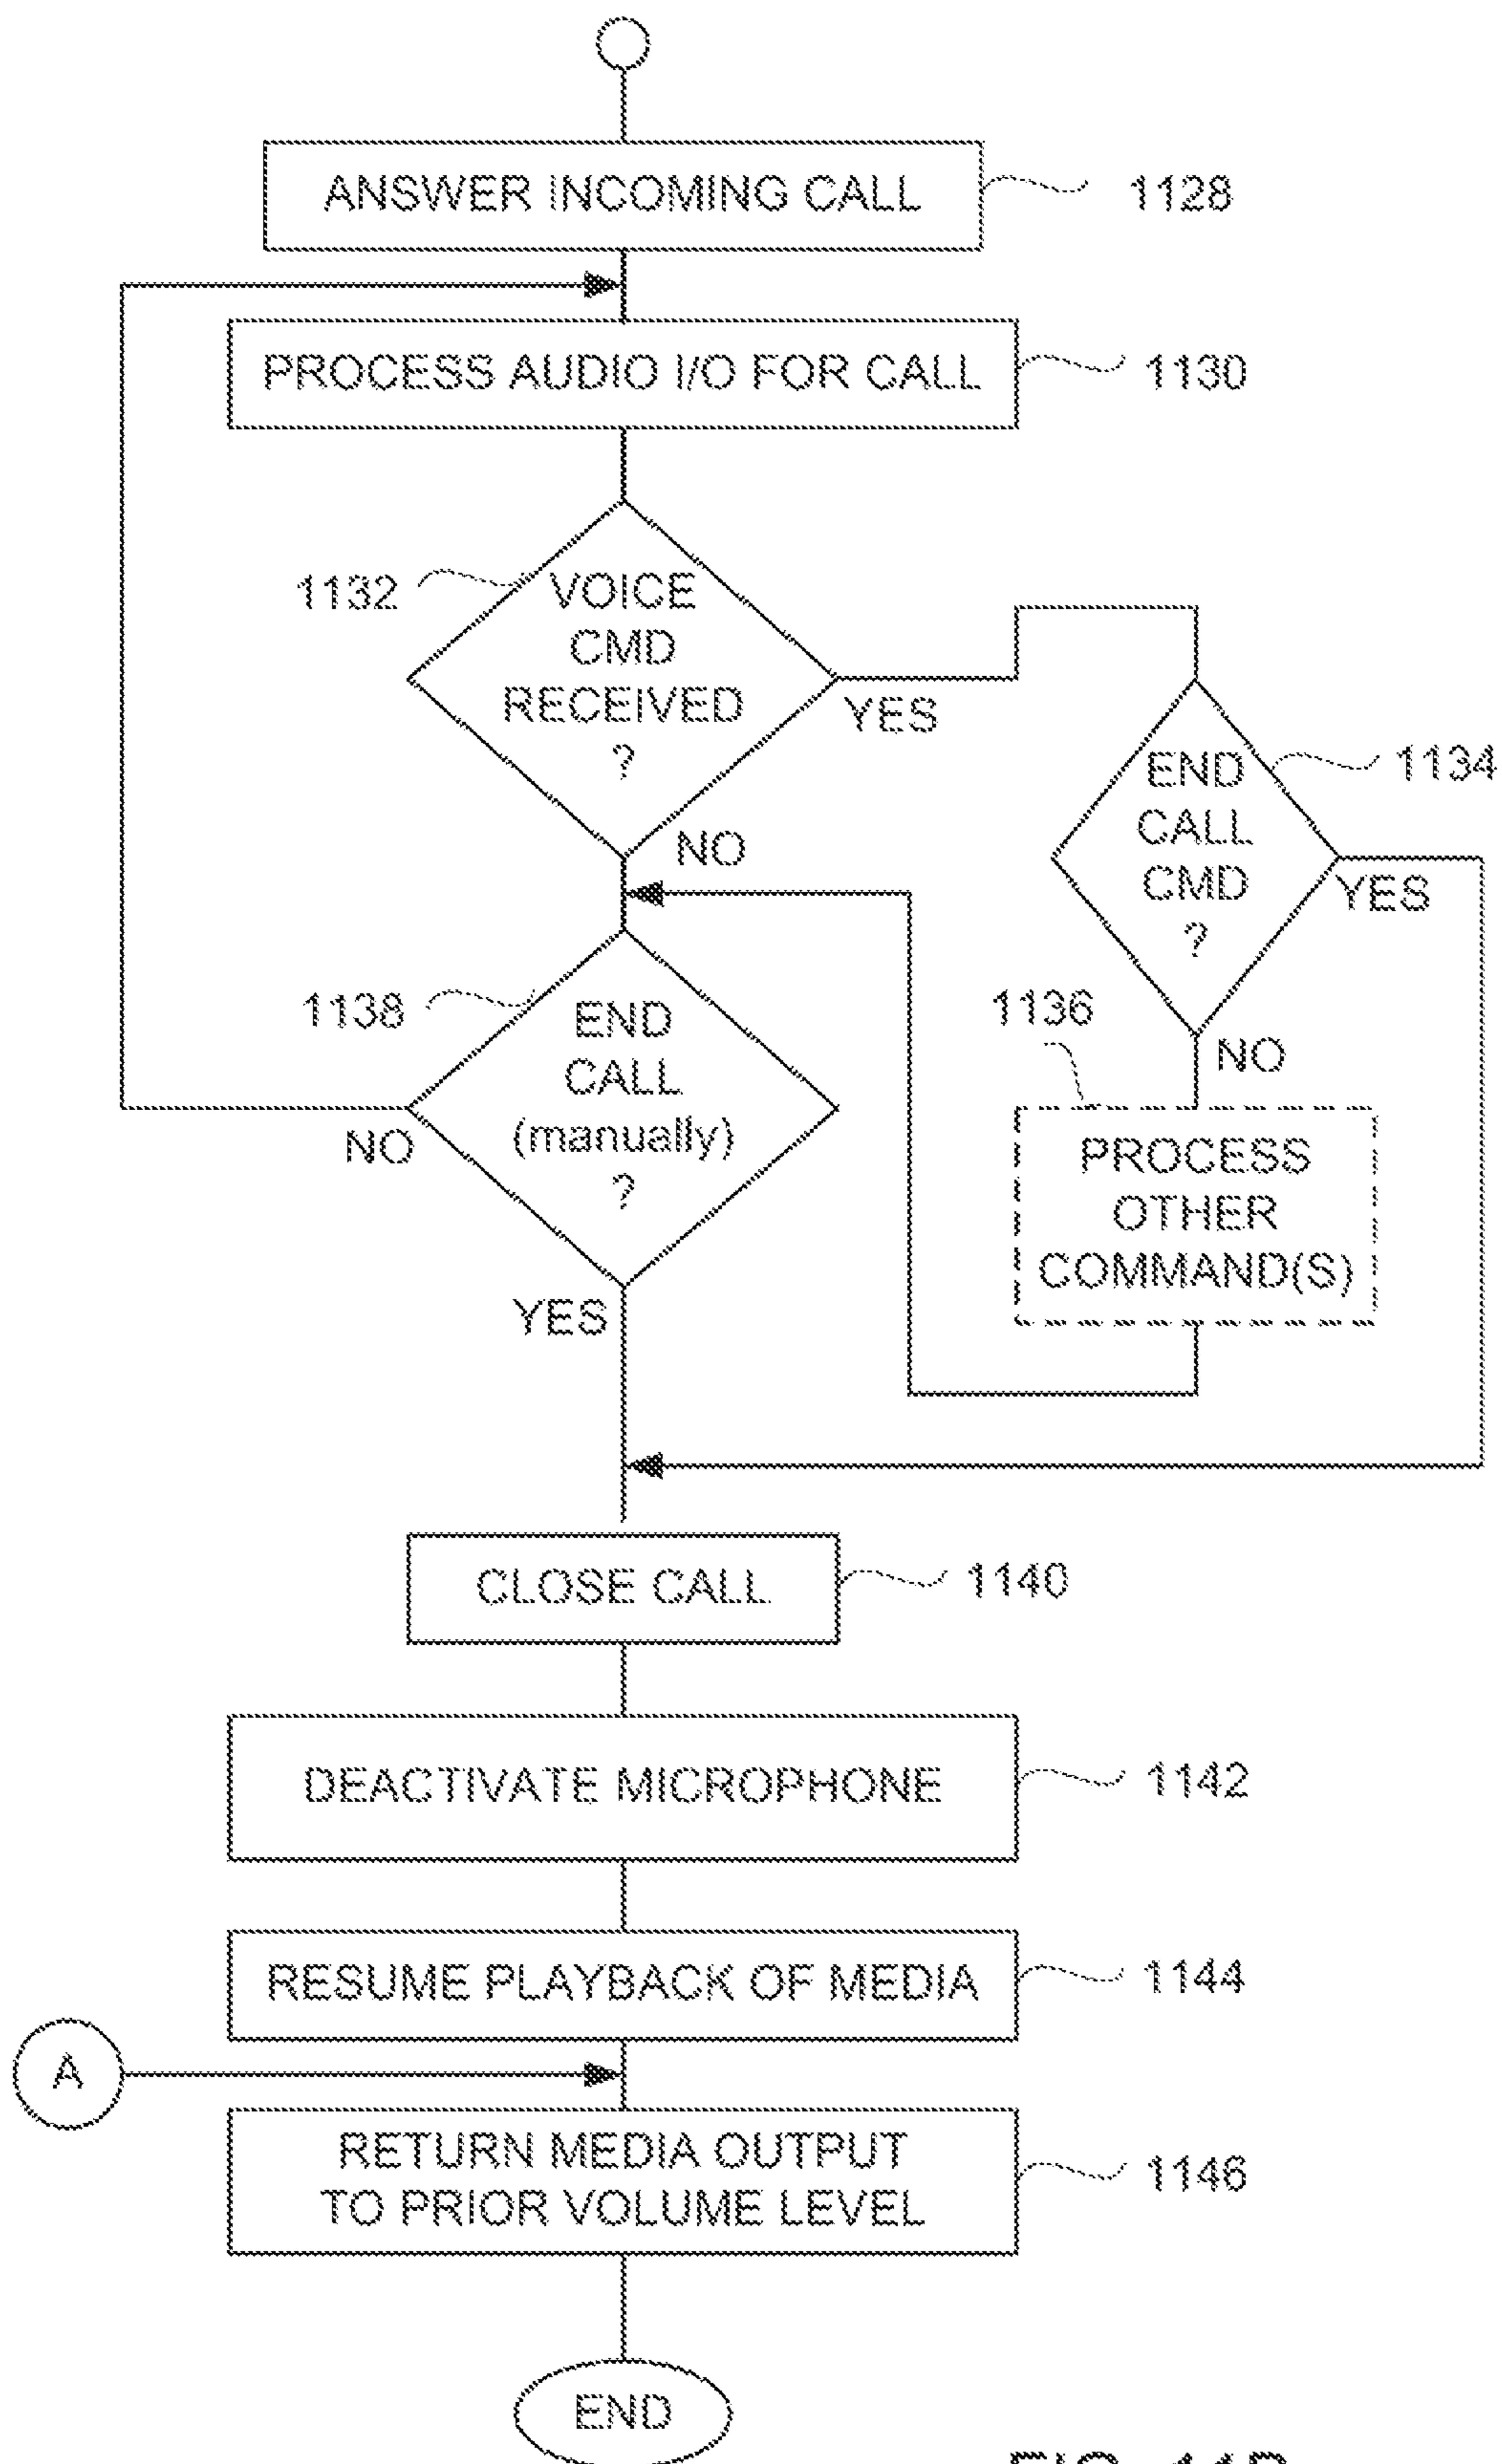 ANSWER INCOMING CALL
1128
PROCESS AUDIO I/O FOR CALL
1130
1132
VOICE
CMD
RECEIVED
?
YES
NO
END
CALL
CMD
?
1134
YES
NO
1136
PROCESS
OTHER
COMMAND(S)
1138
END
CALL
(manually)
?
NO
YES
CLOSE CALL
1140
DEACTIVATE MICROPHONE
1142
RESUME PLAYBACK OF MEDIA
1144
A
RETURN MEDIA OUTPUT
TO PRIOR VOLUME LEVEL
1146
END